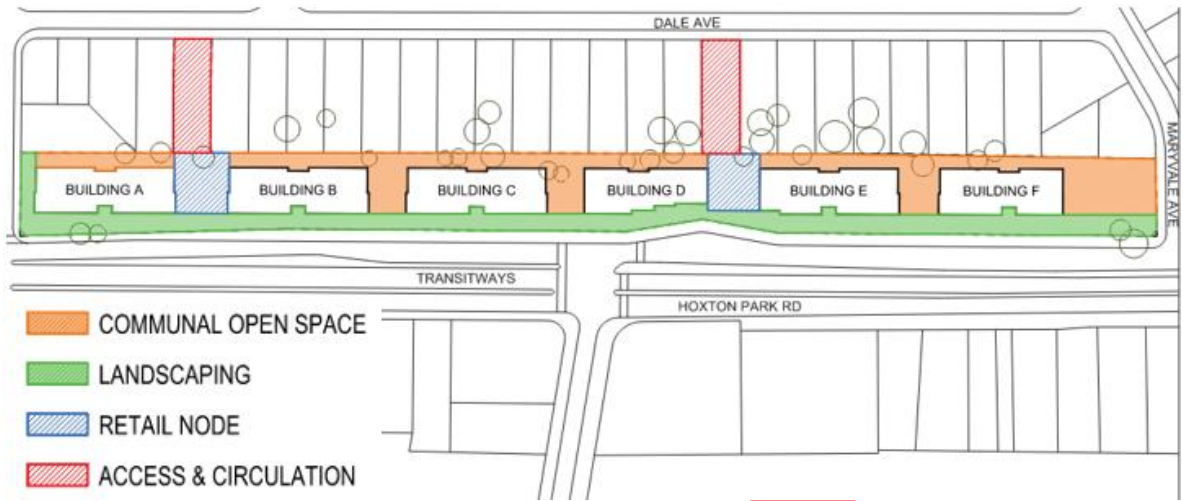 DALE AVE
MARYVALE AVE
BUILDING A
BUILDING B
BUILDING C
BUILDING D
BUILDING E
BUILDING F
TRANSITWAYS
HOXTON PARK RD
COMMUNAL OPEN SPACE
LANDSCAPING
RETAIL NODE
ACCESS & CIRCULATION